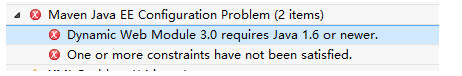 Maven Java EE Configuration Problem (2 items)
Dynamic Web Module 3.0 requires Java 1.6 or newer.
One or more constraints have not been satisfied.